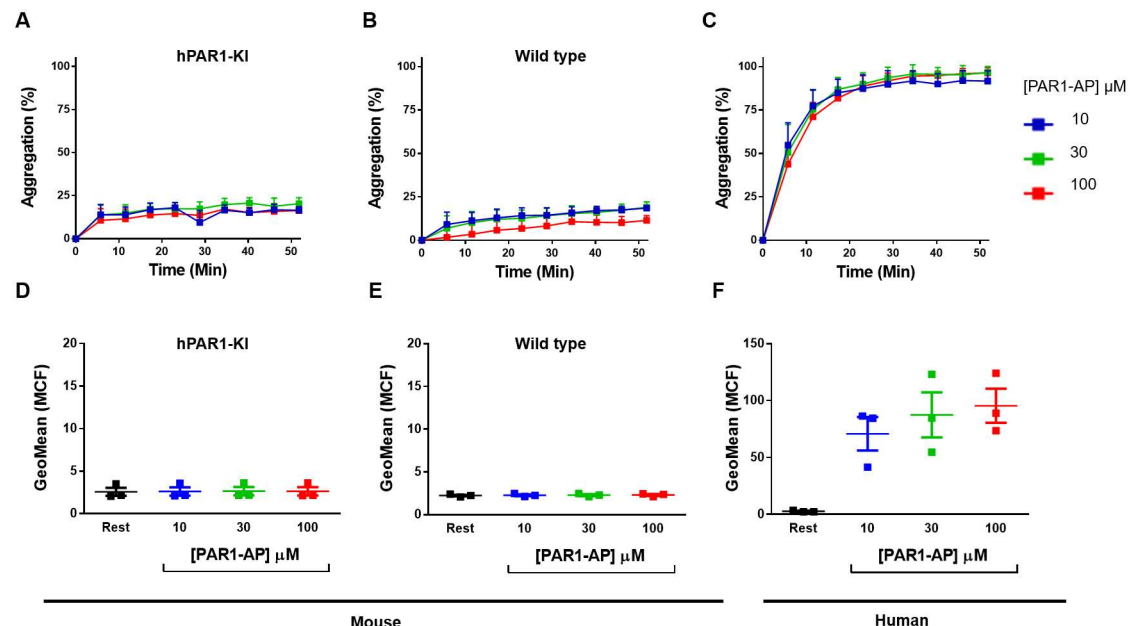 A
B
C
hPAR1-KI
Wild type
100
75
50
25
0
Aggregation (%)
0 10 20 30 40 50
Time (Min)
100
75
50
25
0
Aggregation (%)
0 10 20 30 40 50
Time (Min)
100
75
50
25
0
Aggregation (%)
0 10 20 30 40 50
Time (Min)
[PAR1-AP] μM
10
30
100
D
E
F
hPAR1-KI
Wild type
20
15
10
5
0
GeoMean (MCF)
Rest 10 30 100
[PAR1-AP] μM
20
15
10
5
0
GeoMean (MCF)
Rest 10 30 100
[PAR1-AP] μM
150
100
50
0
GeoMean (MCF)
Rest 10 30 100
[PAR1-AP] μM
Mouse
Human